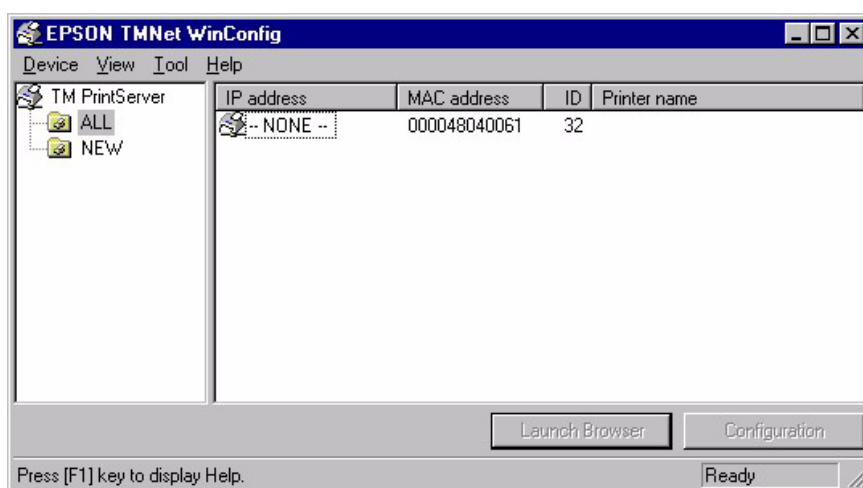 EPSON TMNet WinConfig
Device View Tool Help
TM PrintServer
ALL
NEW
IP address MAC address ID Printer name
-- NONE -- 000048040061 32
Launch Browser Configuration
Press [F1] key to display Help. Ready